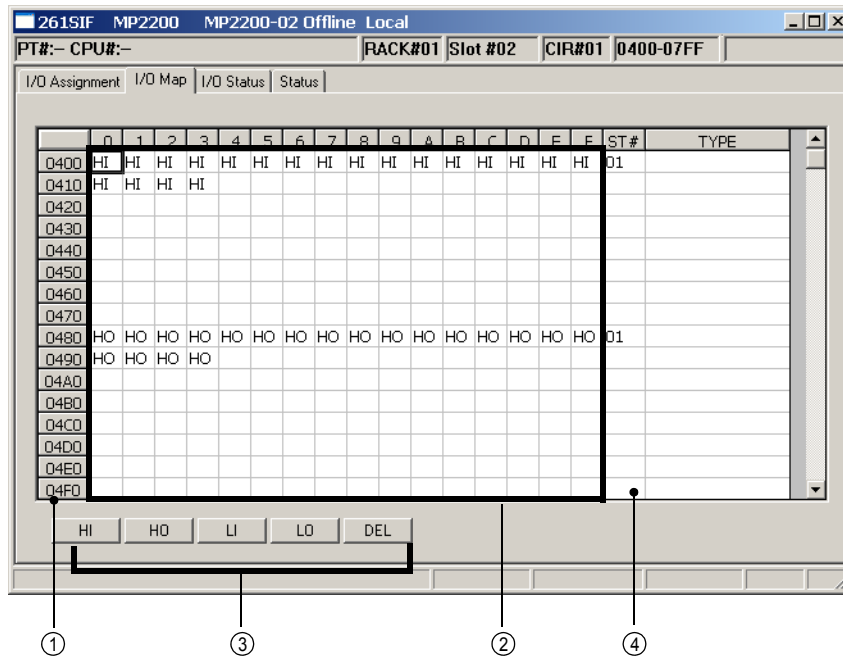 261SIF MP2200 MP2200-02 Offline Local
PT#:– CPU#:– RACK#01 Slot #02 CIR#01 0400-07FF
I/O Assignment I/O Map I/O Status Status
0 1 2 3 4 5 6 7 8 9 A B C D E F ST# TYPE
0400 HI HI HI HI HI HI HI HI HI HI HI HI HI HI HI HI 01
0410 HI HI HI HI
0420
0430
0440
0450
0460
0470
0480 HO HO HO HO HO HO HO HO HO HO HO HO HO HO HO HO 01
0490 HO HO HO HO
04A0
04B0
04C0
04D0
04E0
04F0
HI HO LI LO DEL
① ③ ② ④